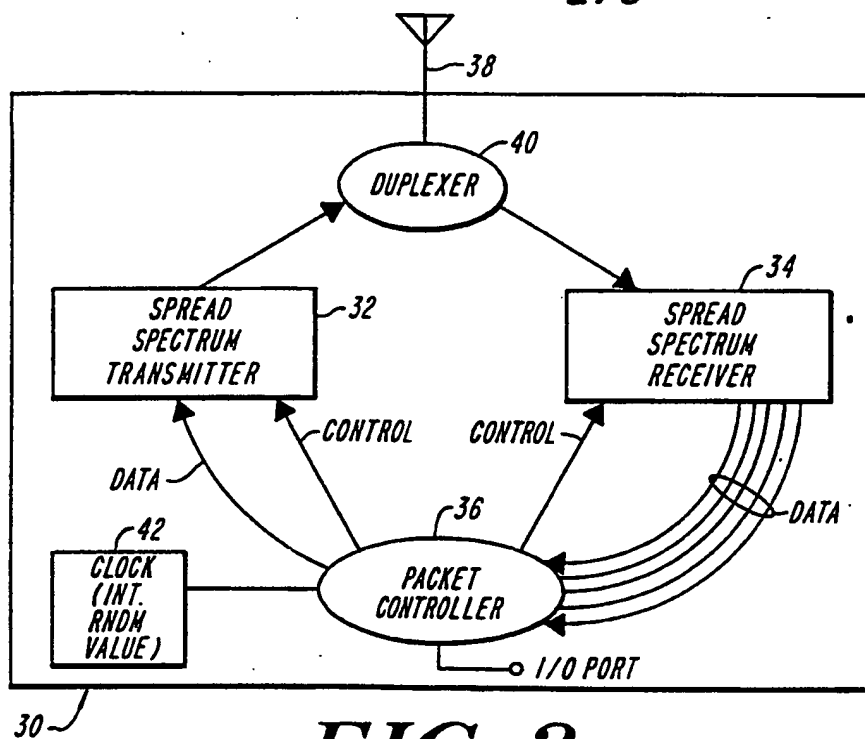 38
40
DUPLEXER
34
SPREAD
SPECTRUM
TRANSMITTER
32
SPREAD
SPECTRUM
RECEIVER
CONTROL
CONTROL
DATA
DATA
36
42
CLOCK
(INT.
RNDM
VALUE)
PACKET
CONTROLLER
I/O PORT
30